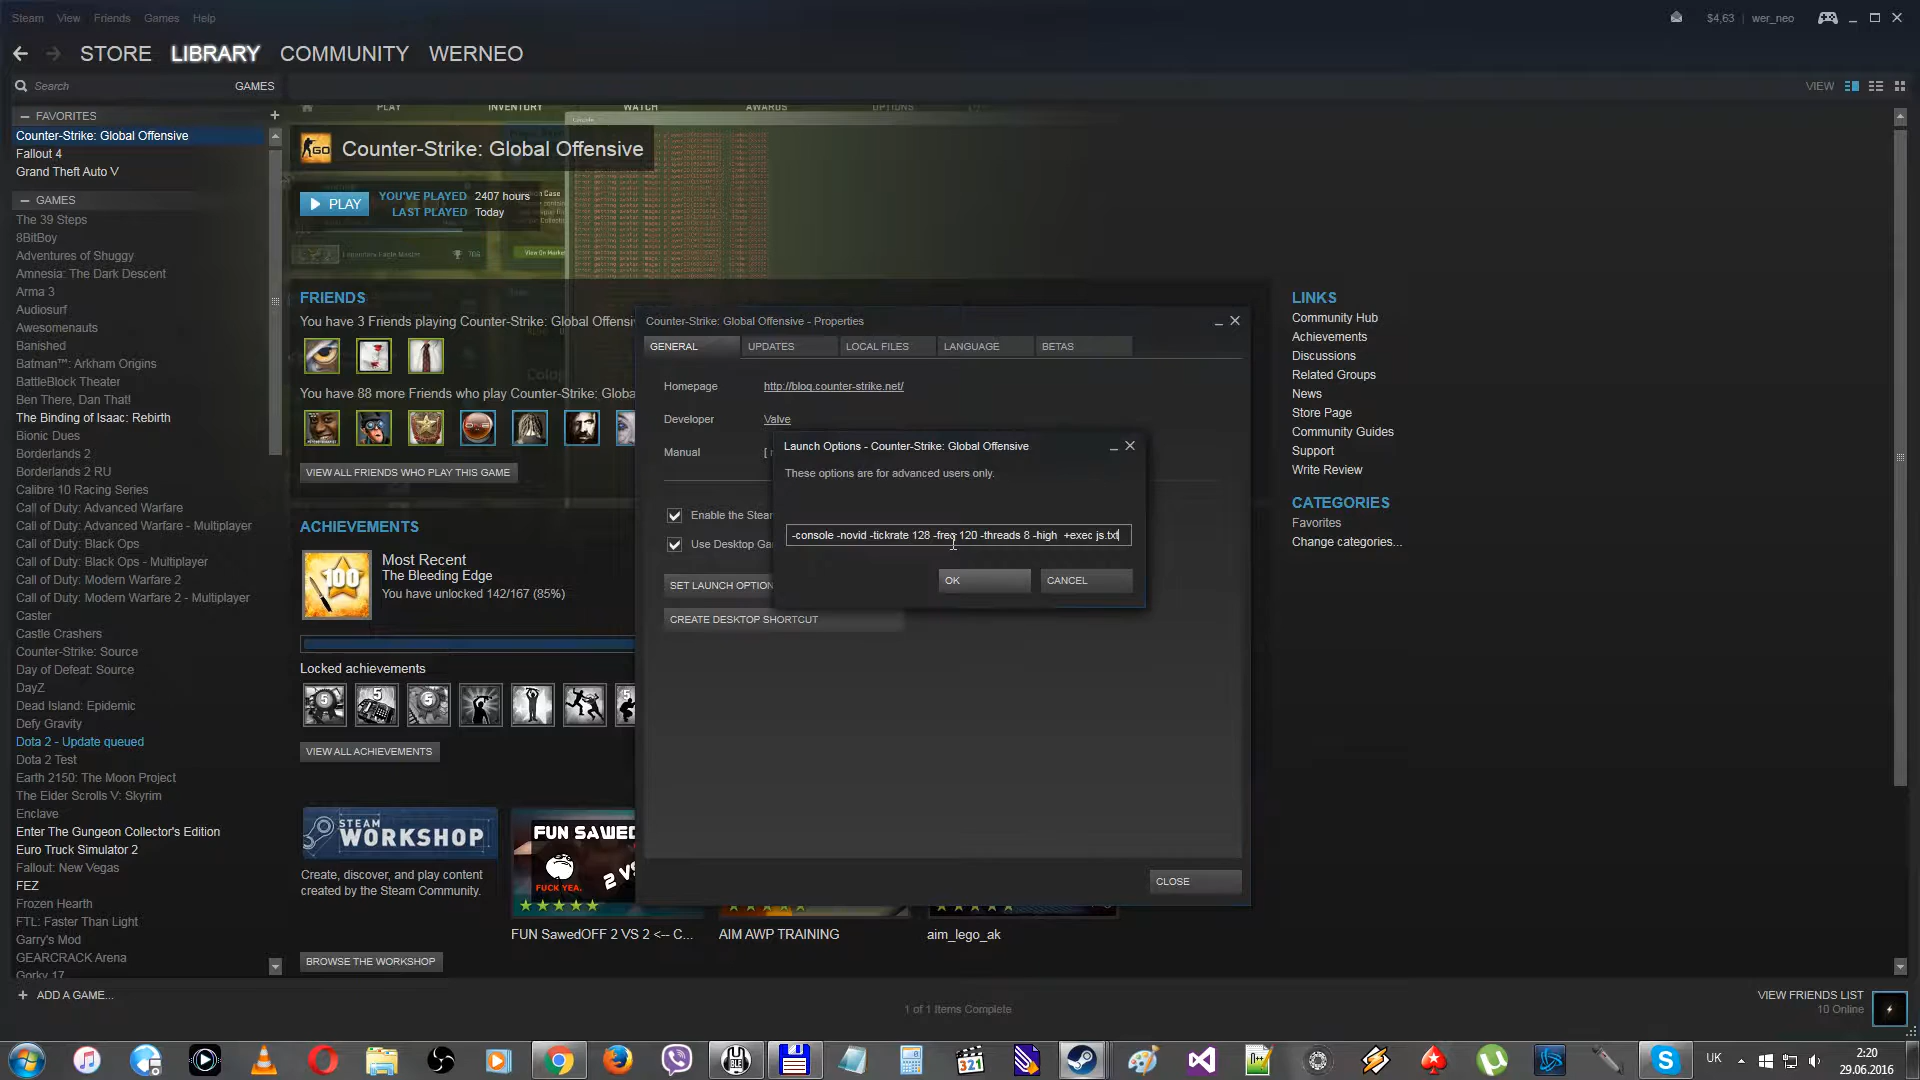 Steam View Friends Games Help
$4,63 | wer_neo
STORE LIBRARY COMMUNITY WERNEO
Search GAMES
VIEW
— FAVORITES +
Counter-Strike: Global Offensive
Fallout 4
Grand Theft Auto V
— GAMES
The 39 Steps
8BitBoy
Adventures of Shuggy
Amnesia: The Dark Descent
Arma 3
Audiosurf
Awesomenauts
Banished
Batman™: Arkham Origins
BattleBlock Theater
Ben There, Dan That!
The Binding of Isaac: Rebirth
Bionic Dues
Borderlands 2
Borderlands 2 RU
Calibre 10 Racing Series
Call of Duty: Advanced Warfare
Call of Duty: Advanced Warfare - Multiplayer
Call of Duty: Black Ops
Call of Duty: Black Ops - Multiplayer
Call of Duty: Modern Warfare 2
Call of Duty: Modern Warfare 2 - Multiplayer
Caster
Castle Crashers
Counter-Strike: Source
Day of Defeat: Source
DayZ
Dead Island: Epidemic
Defy Gravity
Dota 2 - Update queued
Dota 2 Test
Earth 2150: The Moon Project
The Elder Scrolls V: Skyrim
Enclave
Enter The Gungeon Collector's Edition
Euro Truck Simulator 2
Fallout: New Vegas
FEZ
Frozen Hearth
FTL: Faster Than Light
Garry's Mod
GEARCRACK Arena
Gorky 17
+ ADD A GAME...
PLAY INVENTORY WATCH AWARDS OPTIONS
GO
Counter-Strike: Global Offensive
PLAY
YOU'VE PLAYED 2407 hours
LAST PLAYED Today
View On Market
FRIENDS
You have 3 Friends playing Counter-Strike: Global Offensi
You have 88 more Friends who play Counter-Strike: Globa
VIEW ALL FRIENDS WHO PLAY THIS GAME
ACHIEVEMENTS
100
Most Recent
The Bleeding Edge
You have unlocked 142/167 (85%)
Locked achievements
VIEW ALL ACHIEVEMENTS
STEAM
WORKSHOP
Create, discover, and play content
created by the Steam Community.
BROWSE THE WORKSHOP
FUN SAWED
2 VS
FUCK YEA.
FUN SawedOFF 2 VS 2 <-- C...
AIM AWP TRAINING
aim_lego_ak
Counter-Strike: Global Offensive - Properties
GENERAL UPDATES LOCAL FILES LANGUAGE BETAS
Homepage http://blog.counter-strike.net/
Developer Valve
Manual
Enable the Stea
Use Desktop Ga
SET LAUNCH OPTION
CREATE DESKTOP SHORTCUT
CLOSE
Launch Options - Counter-Strike: Global Offensive
These options are for advanced users only.
-console -novid -tickrate 128 -freq 120 -threads 8 -high  +exec js.txt
OK CANCEL
LINKS
Community Hub
Achievements
Discussions
Related Groups
News
Store Page
Community Guides
Support
Write Review
CATEGORIES
Favorites
Change categories...
1 of 1 Items Complete
VIEW FRIENDS LIST
10 Online
UK
2:20
29.06.2016